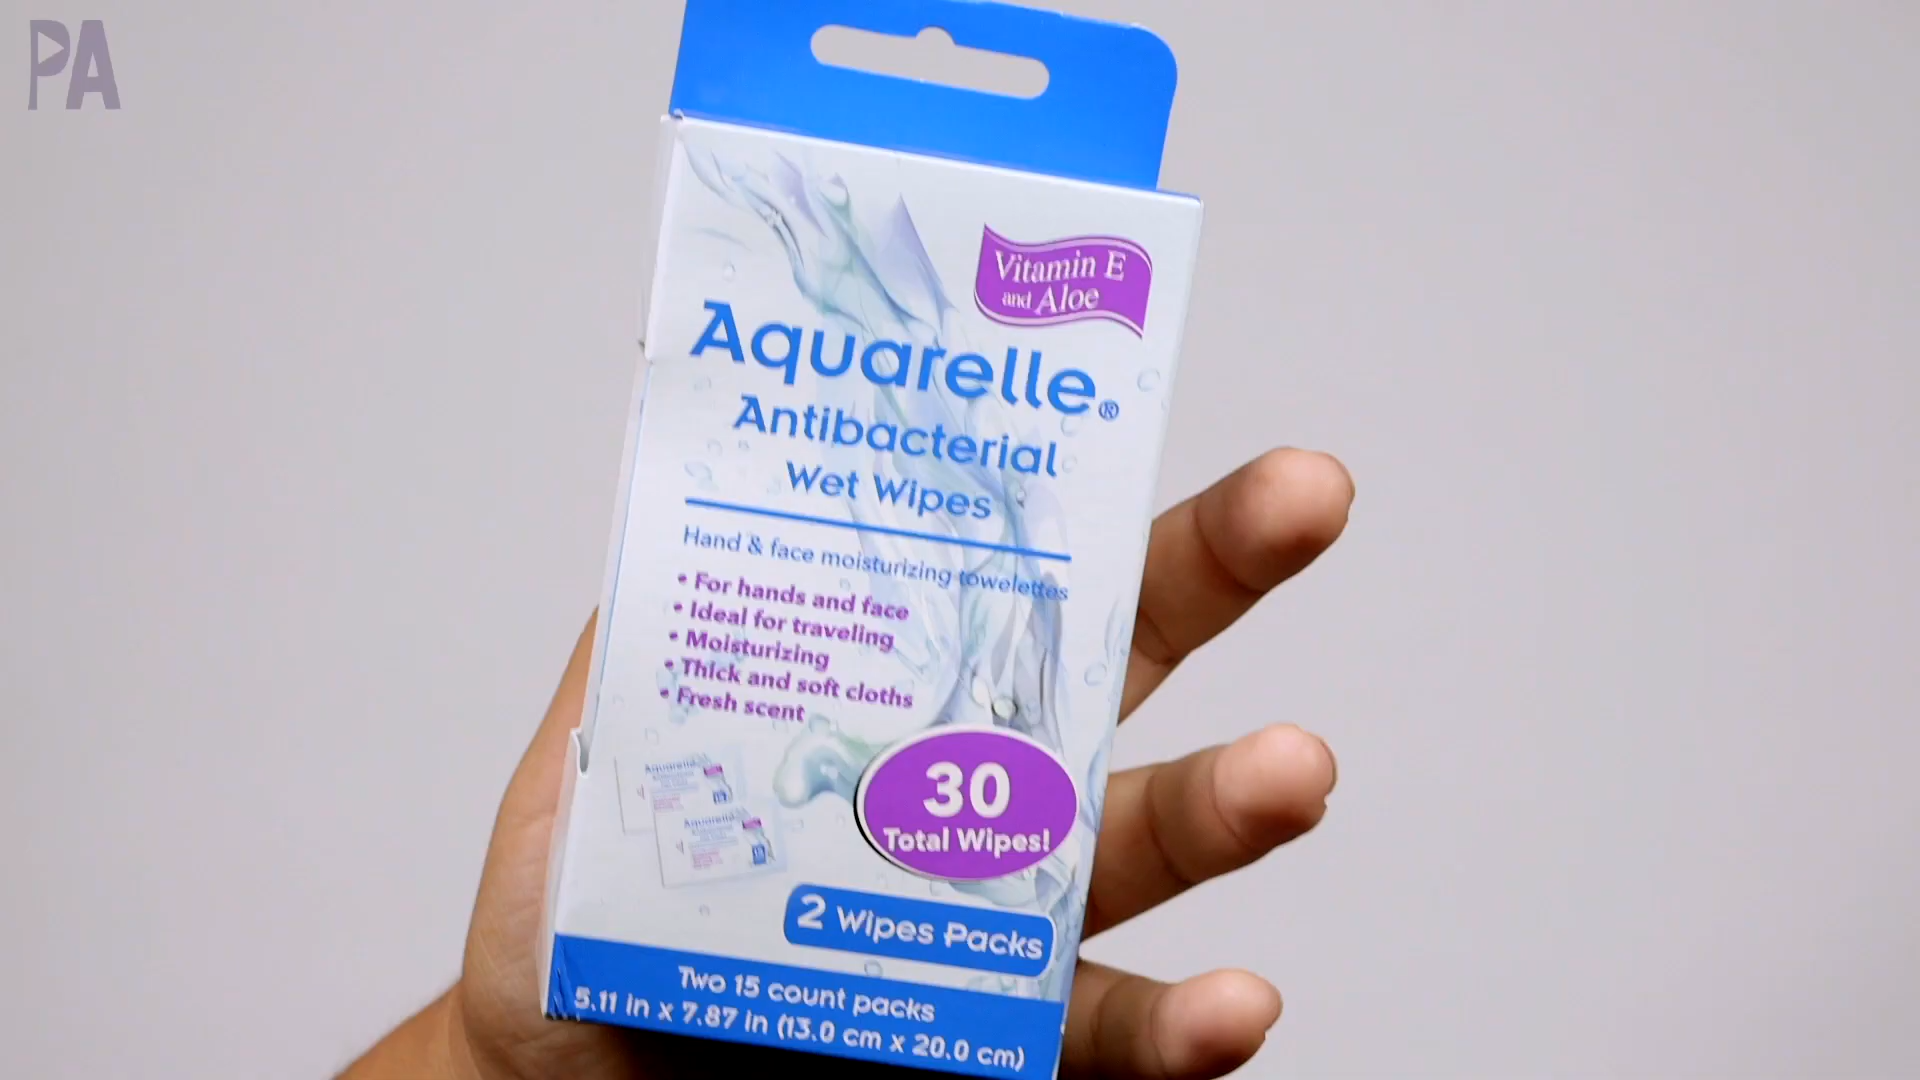 PA
Vitamin E
and Aloe
Aquarelle®
Antibacterial
Wet Wipes
Hand & face moisturizing towelettes
• For hands and face
• Ideal for traveling
• Moisturizing
• Thick and soft cloths
• Fresh scent
Aquarelle
Aquarelle
30
Total Wipes!
2 Wipes Packs
Two 15 count packs
5.11 in x 7.87 in (13.0 cm x 20.0 cm)